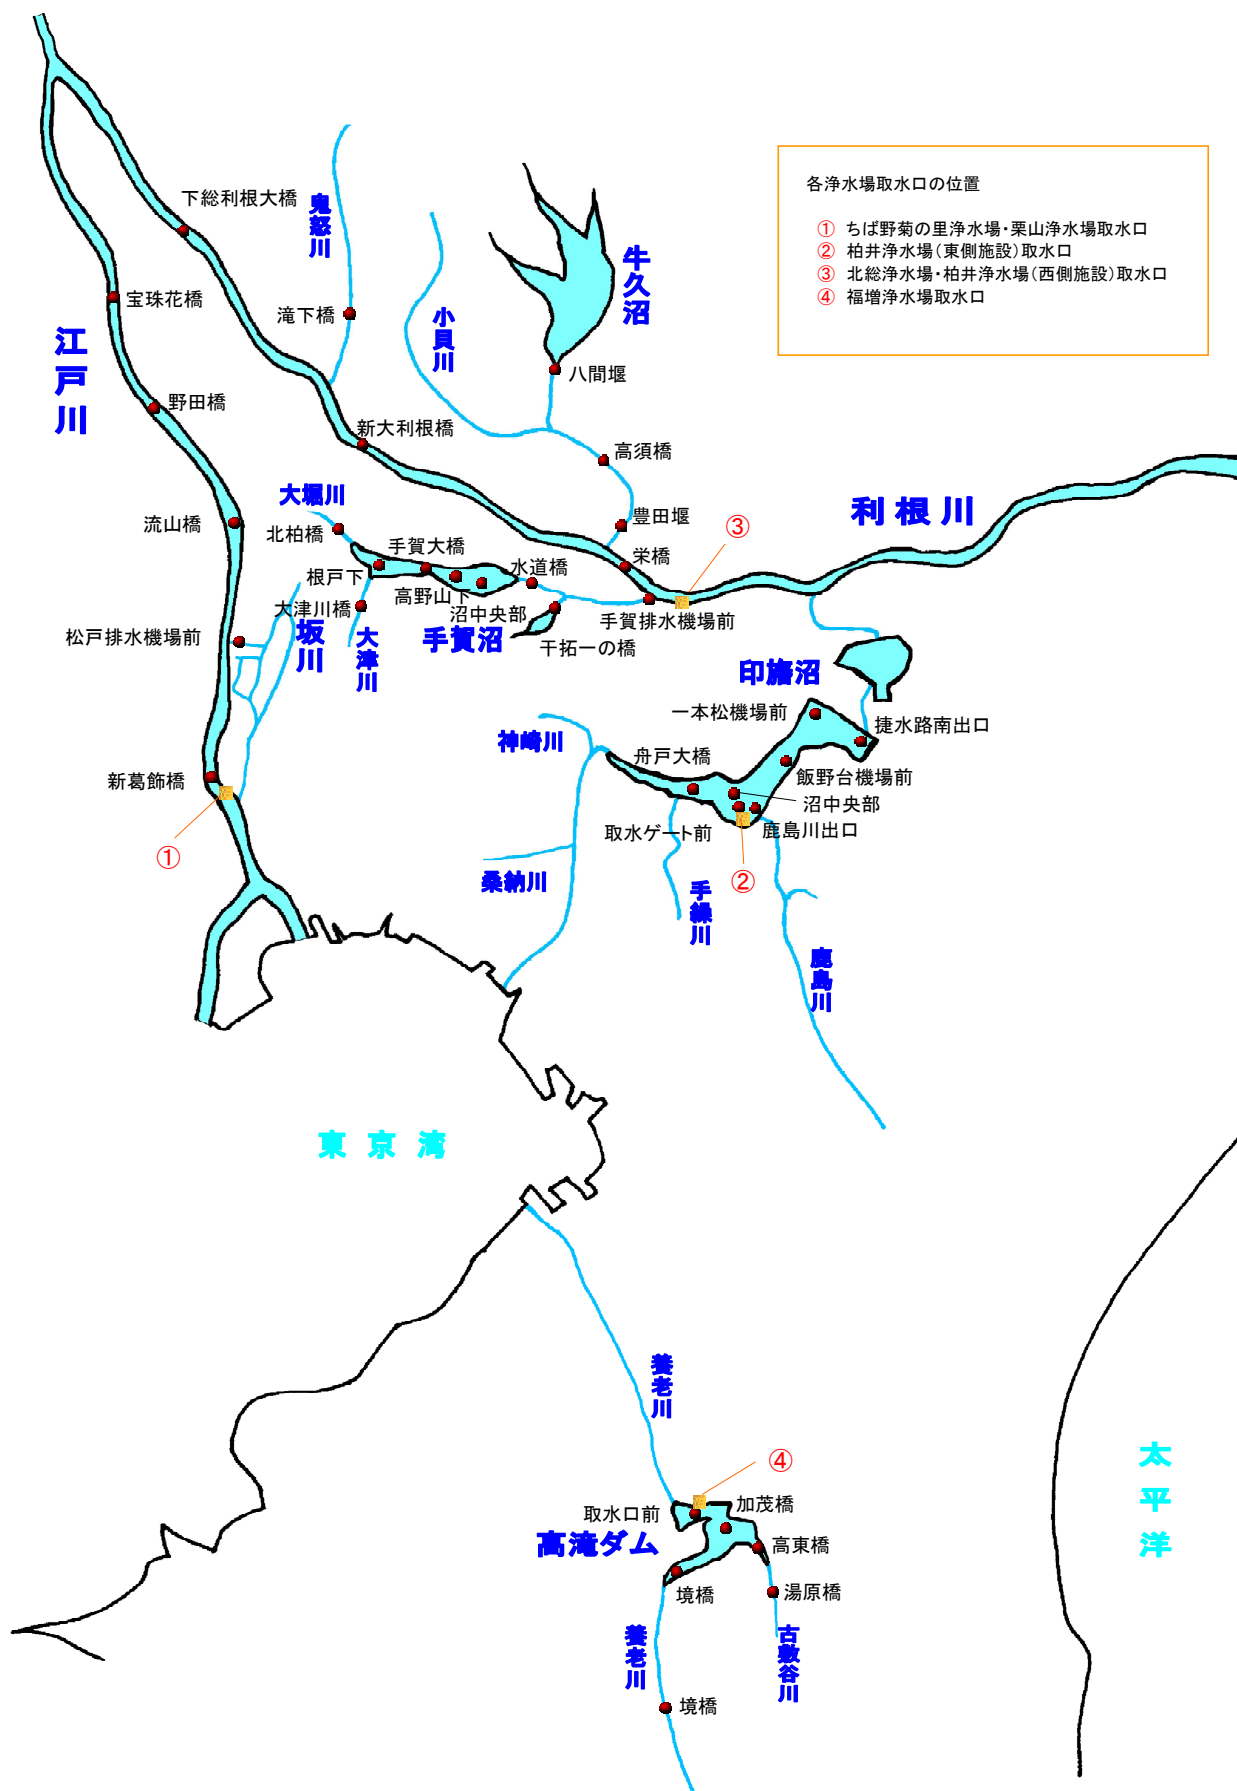 各浄水場取水口の位置
① ちば野菊の里浄水場・栗山浄水場取水口
② 柏井浄水場(東側施設)取水口
③ 北総浄水場・柏井浄水場(西側施設)取水口
④ 福増浄水場取水口
下総利根大橋
鬼怒川
牛久沼
宝珠花橋
滝下橋
小貝川
江戸川
八間堰
野田橋
新大利根橋
高須橋
大堀川
利根川
流山橋
北柏橋
豊田堰
③
手賀大橋
栄橋
根戸下
水道橋
高野山下
大津川橋
沼中央部
手賀排水機場前
松戸排水機場前
坂川
大津川
手賀沼
干拓一の橋
印旛沼
一本松機場前
捷水路南出口
神崎川
舟戸大橋
新葛飾橋
飯野台機場前
沼中央部
取水ゲート前
鹿島川出口
①
桑納川
②
手繰川
鹿島川
東京湾
養老川
④
太平洋
取水口前
加茂橋
高滝ダム
高東橋
境橋
湯原橋
養老川
古敷谷川
境橋